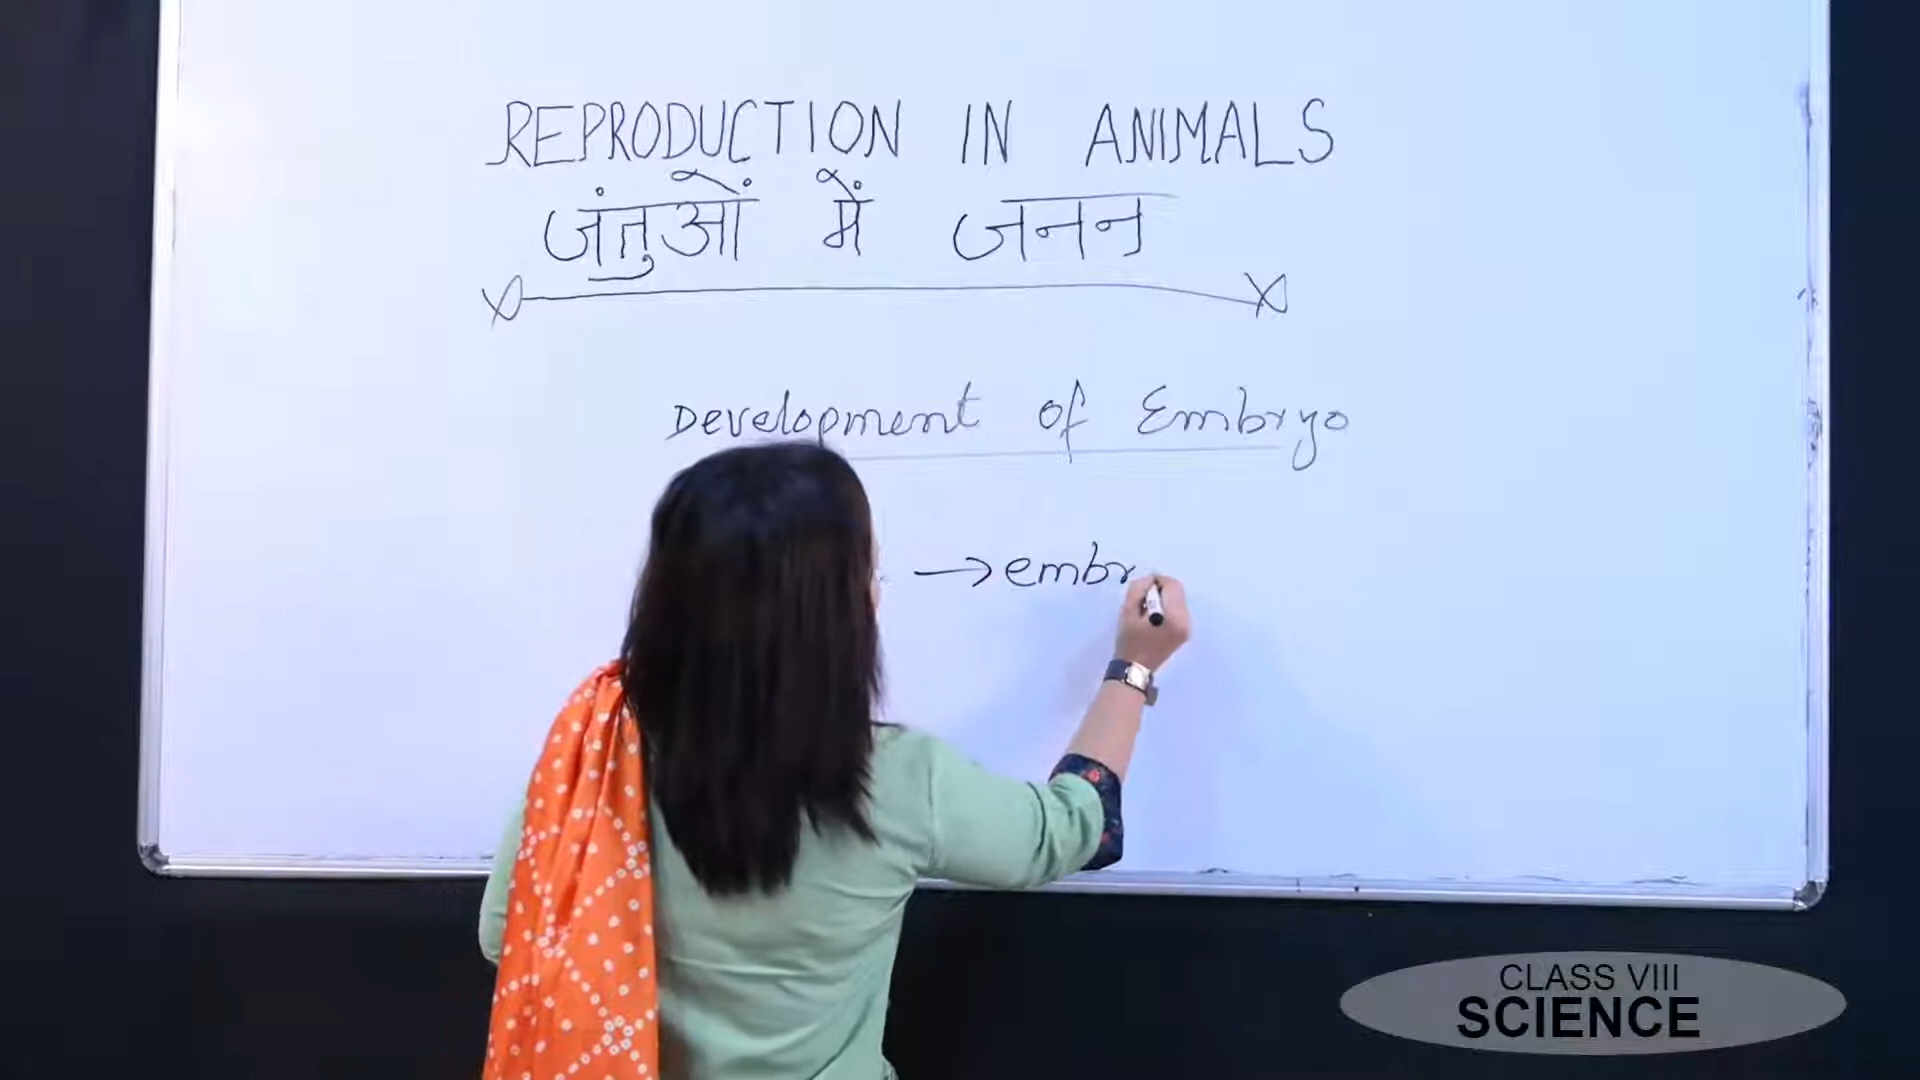 REPRODUCTION IN ANIMALS
जंतुओं में जनन
Development of Embryo
→ embr
CLASS VIII
SCIENCE